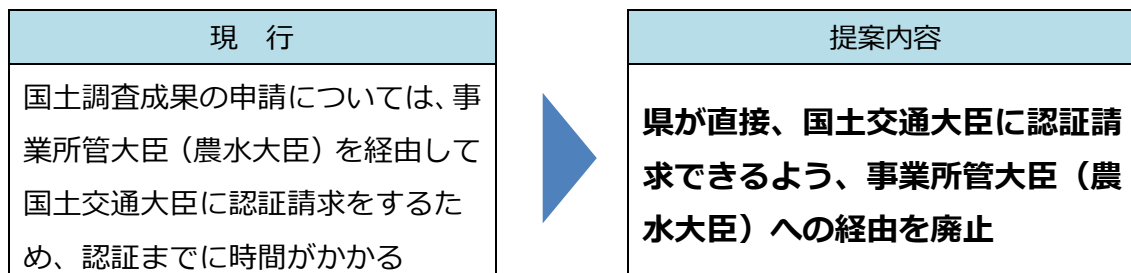 現　行
国土調査成果の申請については、事
業所管大臣（農水大臣）を経由して
国土交通大臣に認証請求をするた
め、認証までに時間がかかる
提案内容
県が直接、国土交通大臣に認証請
求できるよう、事業所管大臣（農
水大臣）への経由を廃止